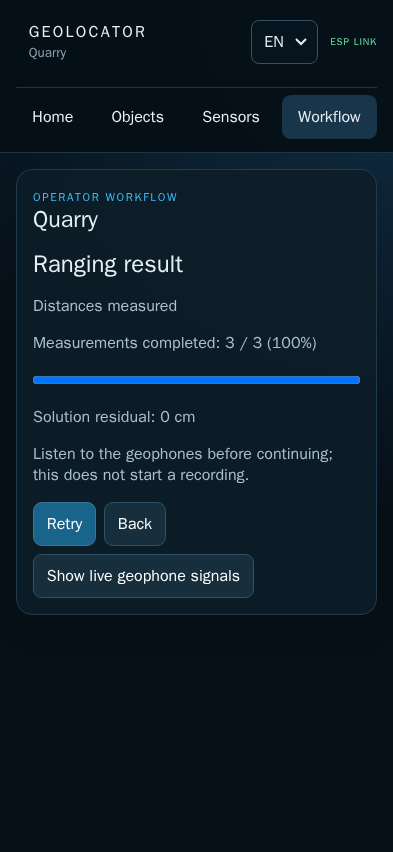 GEOLOCATOR
Quarry
EN
ESP LINK
Home Objects Sensors Workflow
OPERATOR WORKFLOW
Quarry
Ranging result
Distances measured
Measurements completed: 3 / 3 (100%)
Solution residual: 0 cm
Listen to the geophones before continuing;
this does not start a recording.
Retry Back
Show live geophone signals